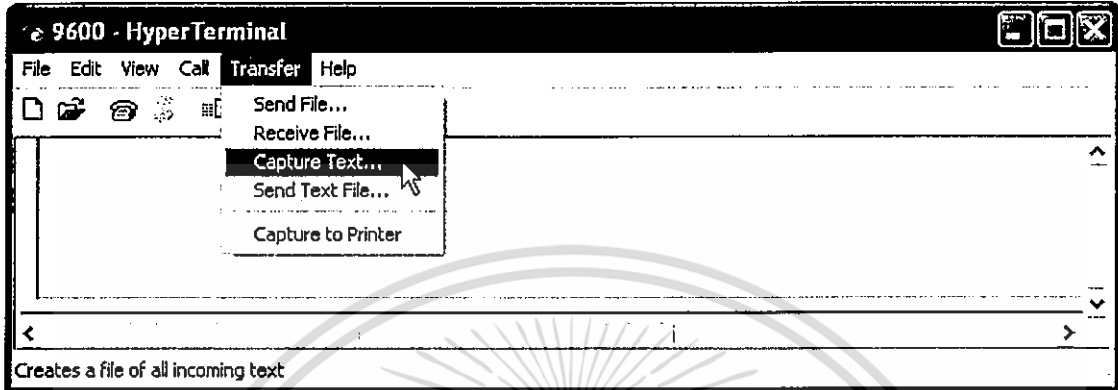 9600 - HyperTerminal
File Edit View Call Transfer Help
Send File...
Receive File...
Capture Text...
Send Text File...
Capture to Printer
Creates a file of all incoming text